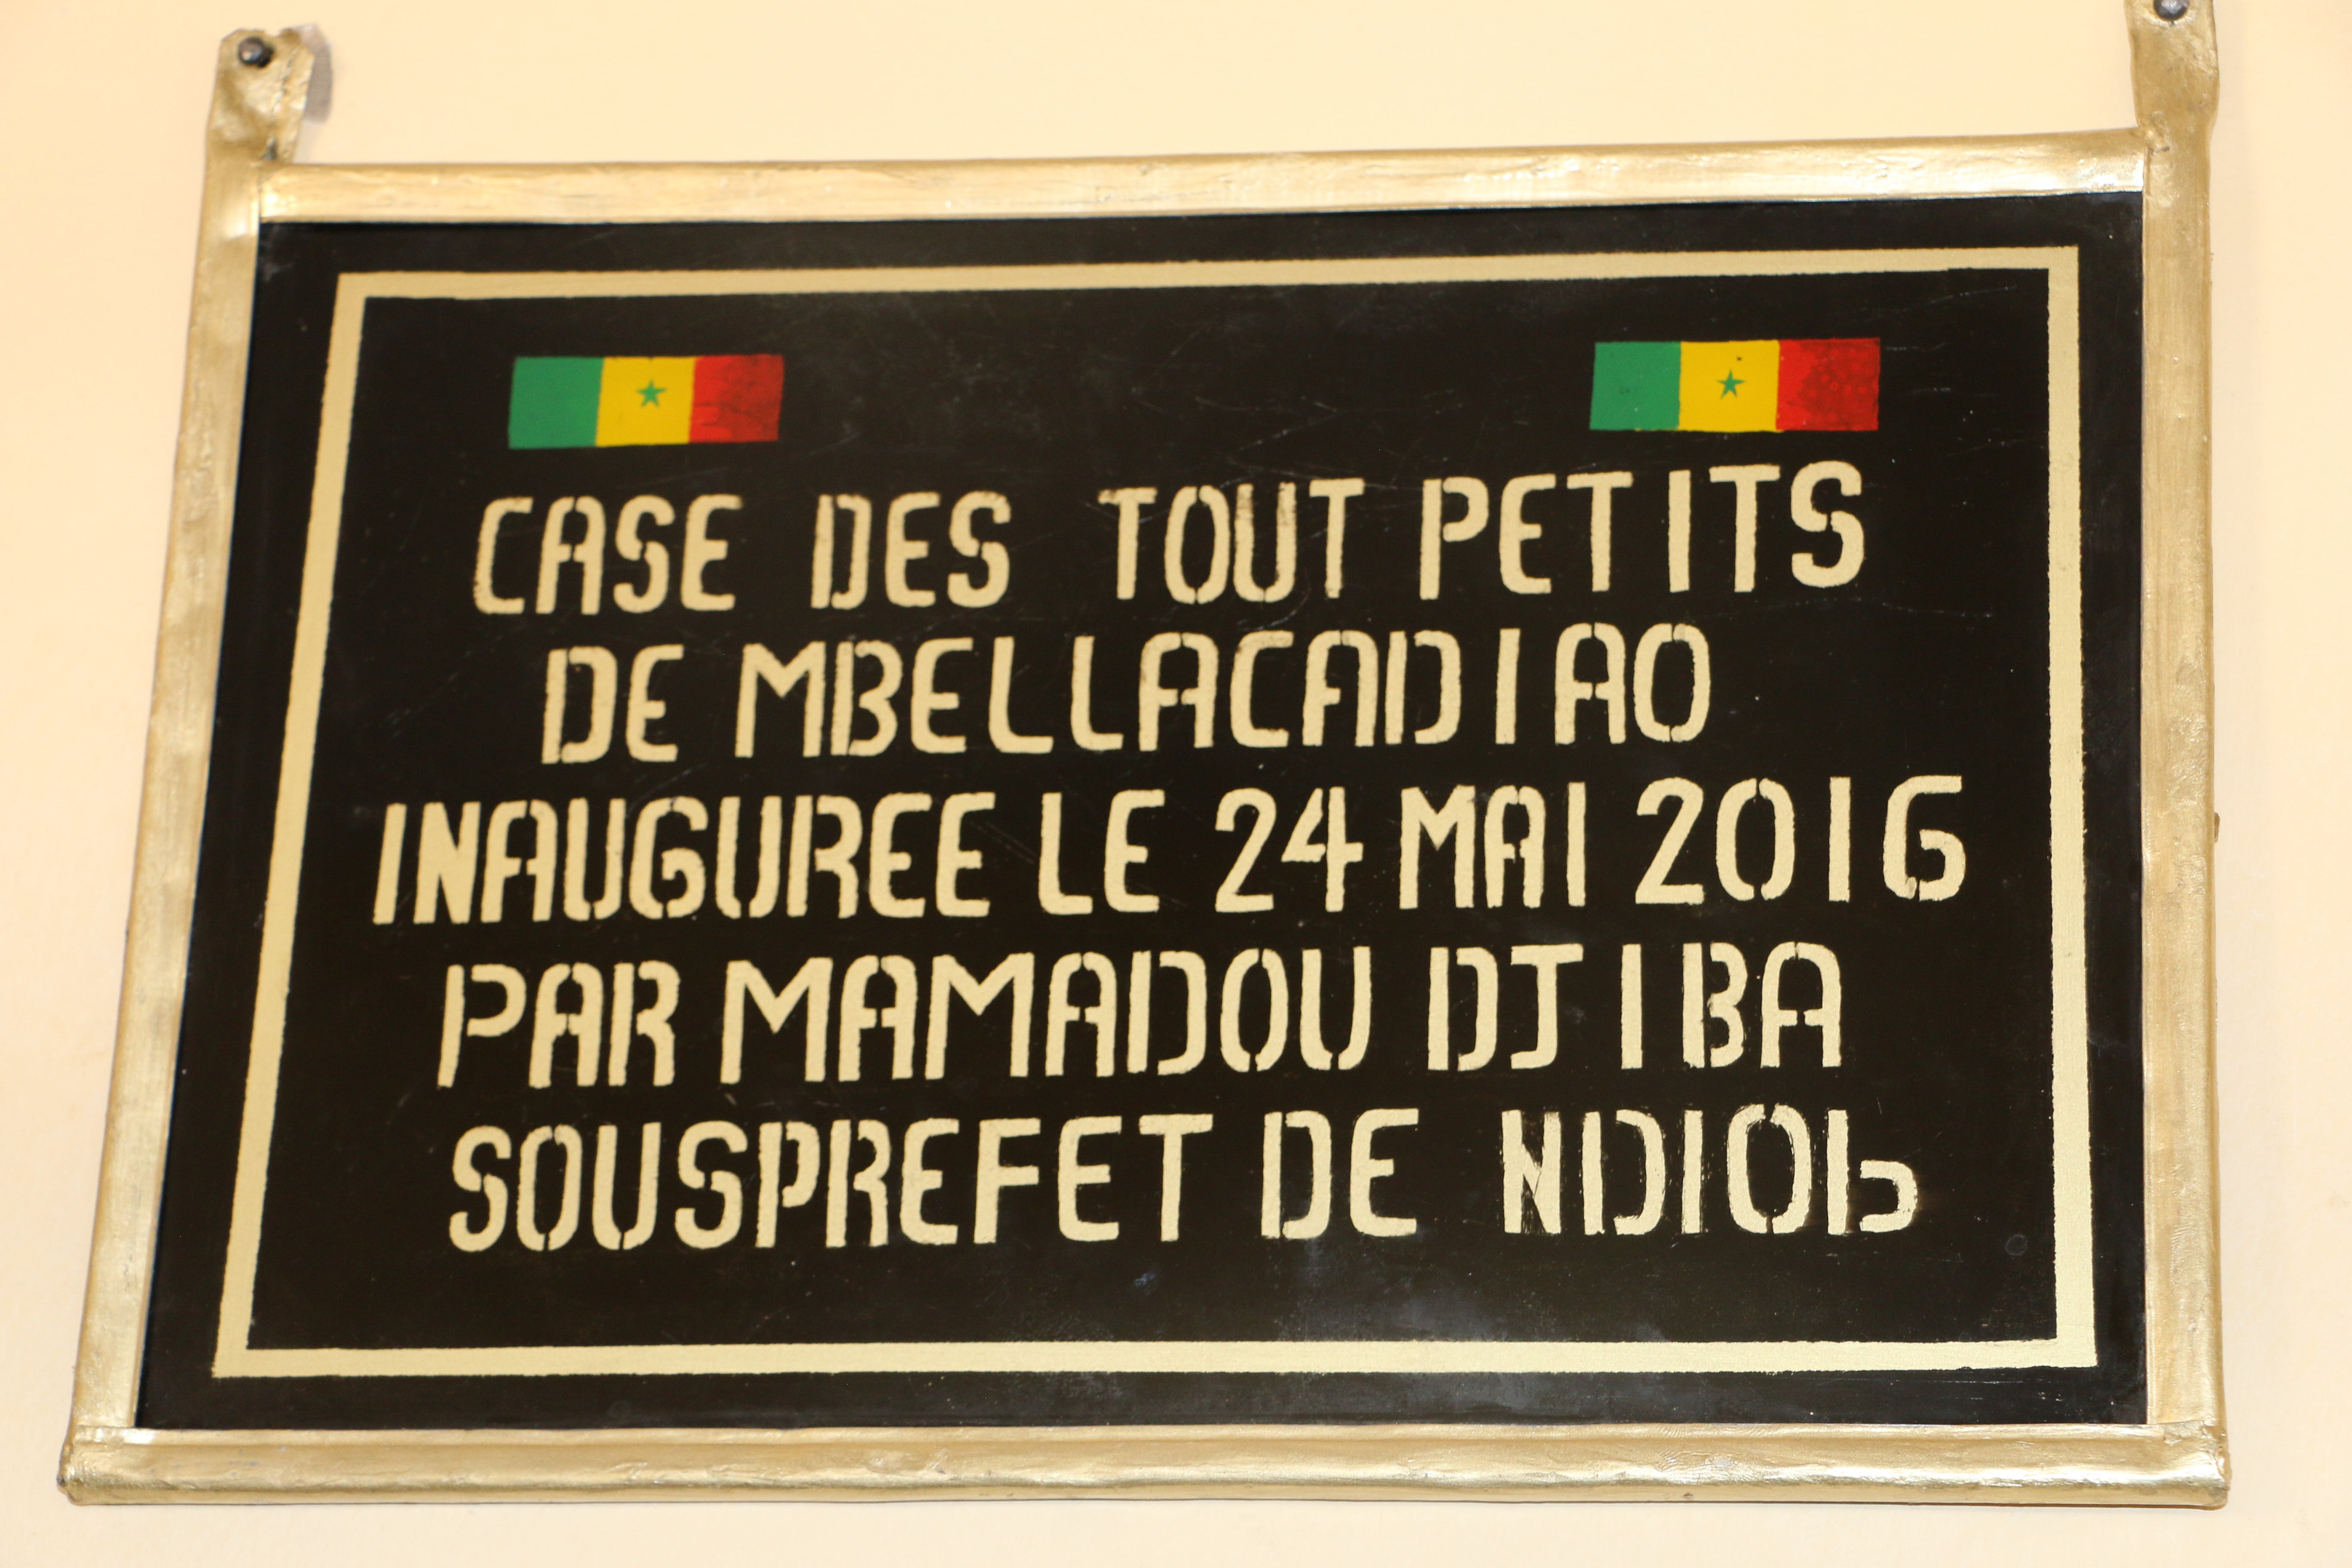 CASE DES TOUT PETITS
DE MBELLACADIAO
INAUGUREE LE 24 MAI 2016
PAR MAMADOU DJIBA
SOUSPREFET DE NDIOb